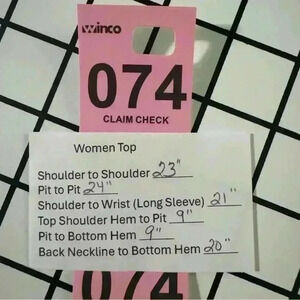 Winco
074
CLAIM CHECK
Women Top
Shoulder to Shoulder 23"
Pit to Pit 24"
Shoulder to Wrist (Long Sleeve) 21"
Top Shoulder Hem to Pit 9"
Pit to Bottom Hem 9"
Back Neckline to Bottom Hem 20"
074